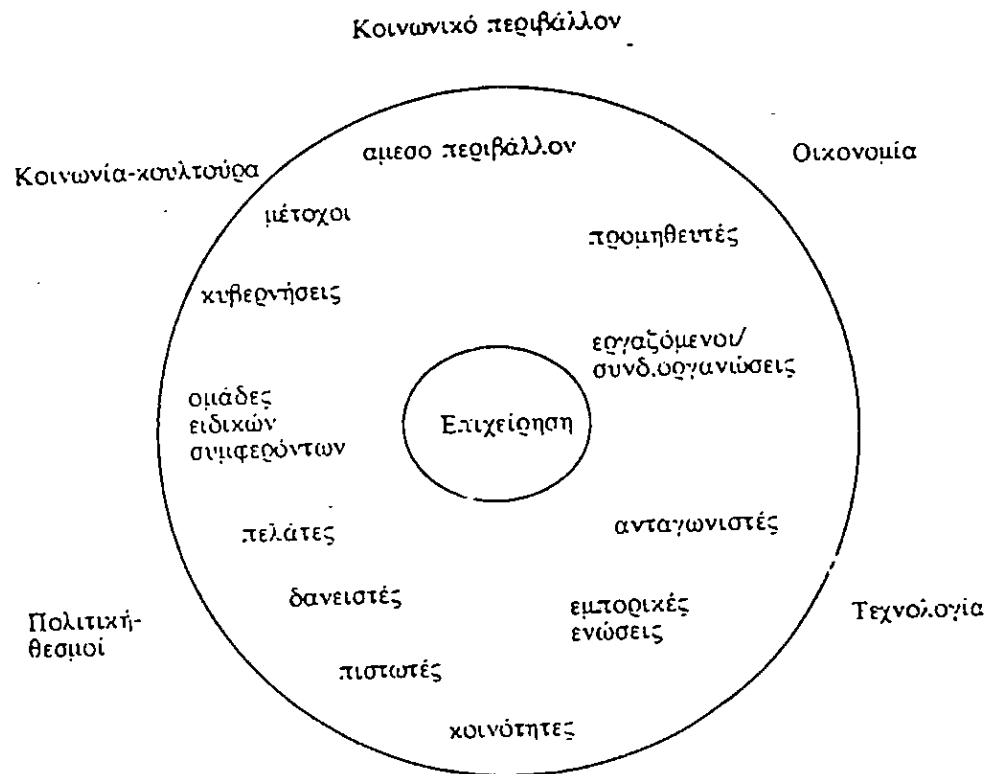 Κοινωνικό περιβάλλον
αμεσο περιβάλλον
Οικονομία
Κοινωνία-κουλτούρα
μέτοχοι
προμηθευτές
κυβερνήσεις
εργαζόμενοι/
συνδ.οργανώσεις
ομάδες
ειδικών
συμφερόντων
Επιχείρηση
πελάτες
ανταγωνιστές
δανειστές
εμπορικές
ενώσεις
Πολιτική-
θεσμοί
Τεχνολογία
πιστωτές
κοινότητες